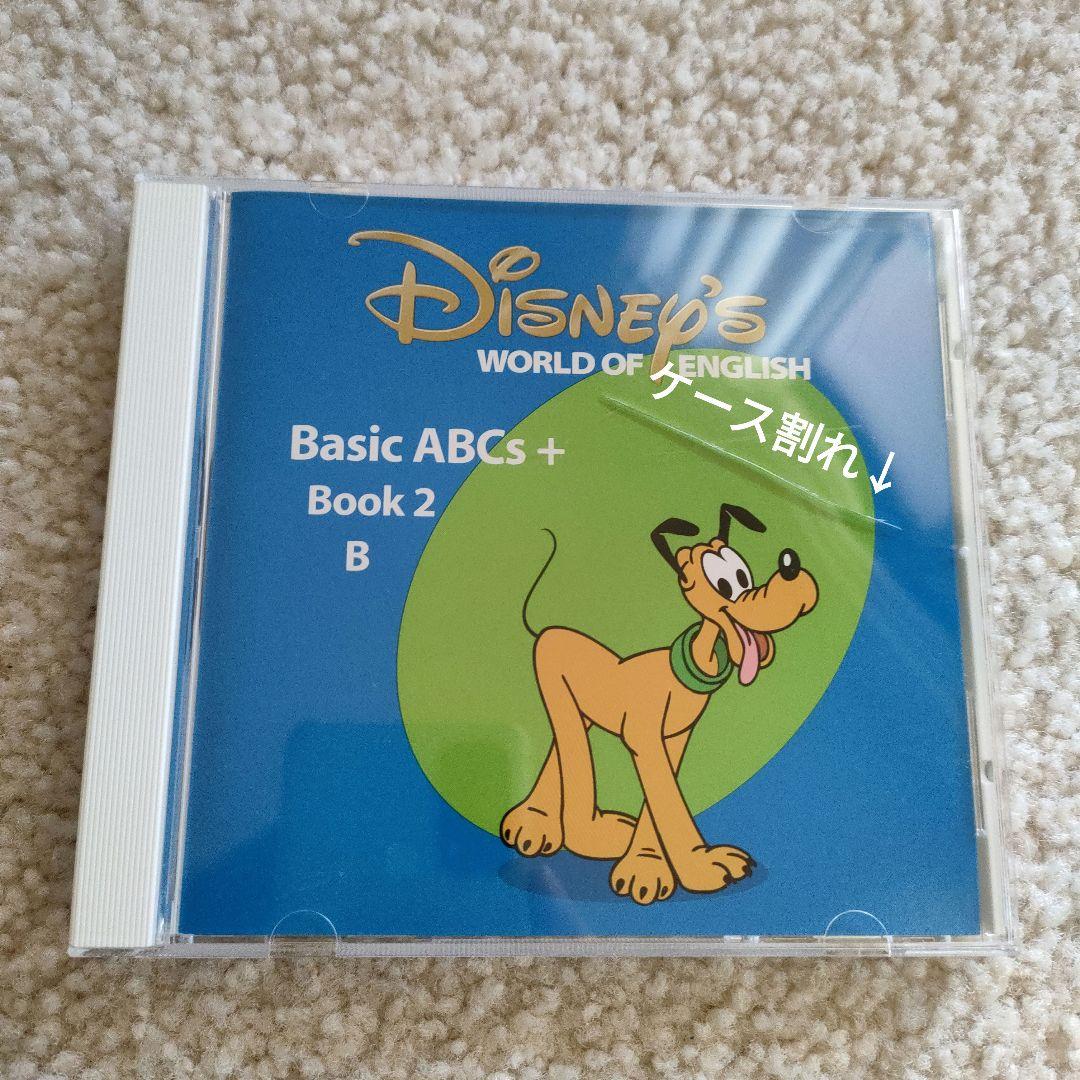 DISNEY'S
WORLD OF ENGLISH
ケース割れ↓
Basic ABCs +
Book 2
B